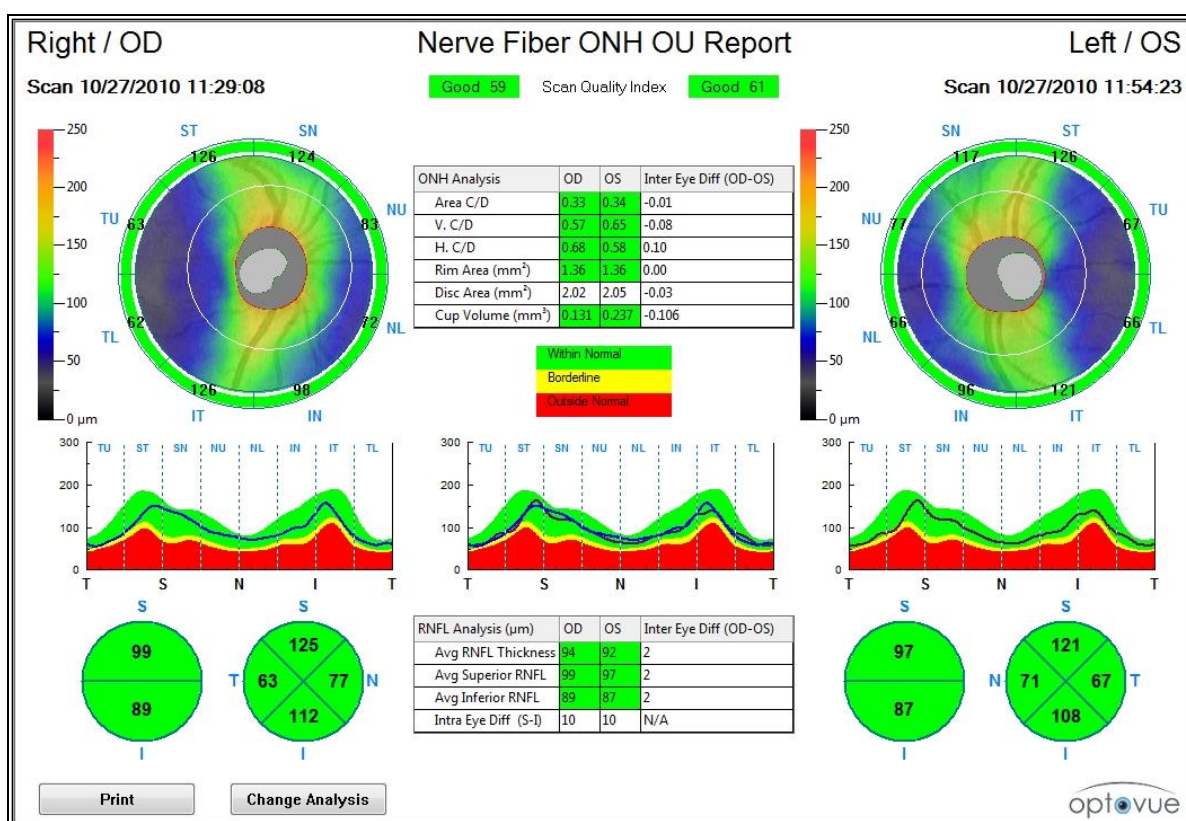 Right / OD
Nerve Fiber ONH OU Report
Left / OS
Scan 10/27/2010 11:29:08
Good 59 Scan Quality Index Good 61
Scan 10/27/2010 11:54:23
250
200
150
100
50
0 µm
ST SN
126 124
TU 63
NU 83
TL 62
NL 72
126 98
IT IN
ONH Analysis OD OS Inter Eye Diff (OD-OS)
Area C/D 0.33 0.34 -0.01
V. C/D 0.57 0.65 -0.08
H. C/D 0.68 0.58 0.10
Rim Area (mm²) 1.36 1.36 0.00
Disc Area (mm²) 2.02 2.05 -0.03
Cup Volume (mm³) 0.131 0.237 -0.106
Within Normal
Borderline
Outside Normal
250
200
150
100
50
0 µm
SN ST
117 126
NU 77
TU 67
NL 66
TL 66
96 121
IN IT
300
200
100
0
TU ST SN NU NL IN IT TL
T S N I T
300
200
100
0
TU ST SN NU NL IN IT TL
T S N I T
300
200
100
0
TU ST SN NU NL IN IT TL
T S N I T
S
99
89
I
S
125
T 63 77 N
112
I
RNFL Analysis (µm) OD OS Inter Eye Diff (OD-OS)
Avg RNFL Thickness 94 92 2
Avg Superior RNFL 99 97 2
Avg Inferior RNFL 89 87 2
Intra Eye Diff (S-I) 10 10 N/A
S
97
87
I
S
121
N 71 67 T
108
I
Print
Change Analysis
optovue